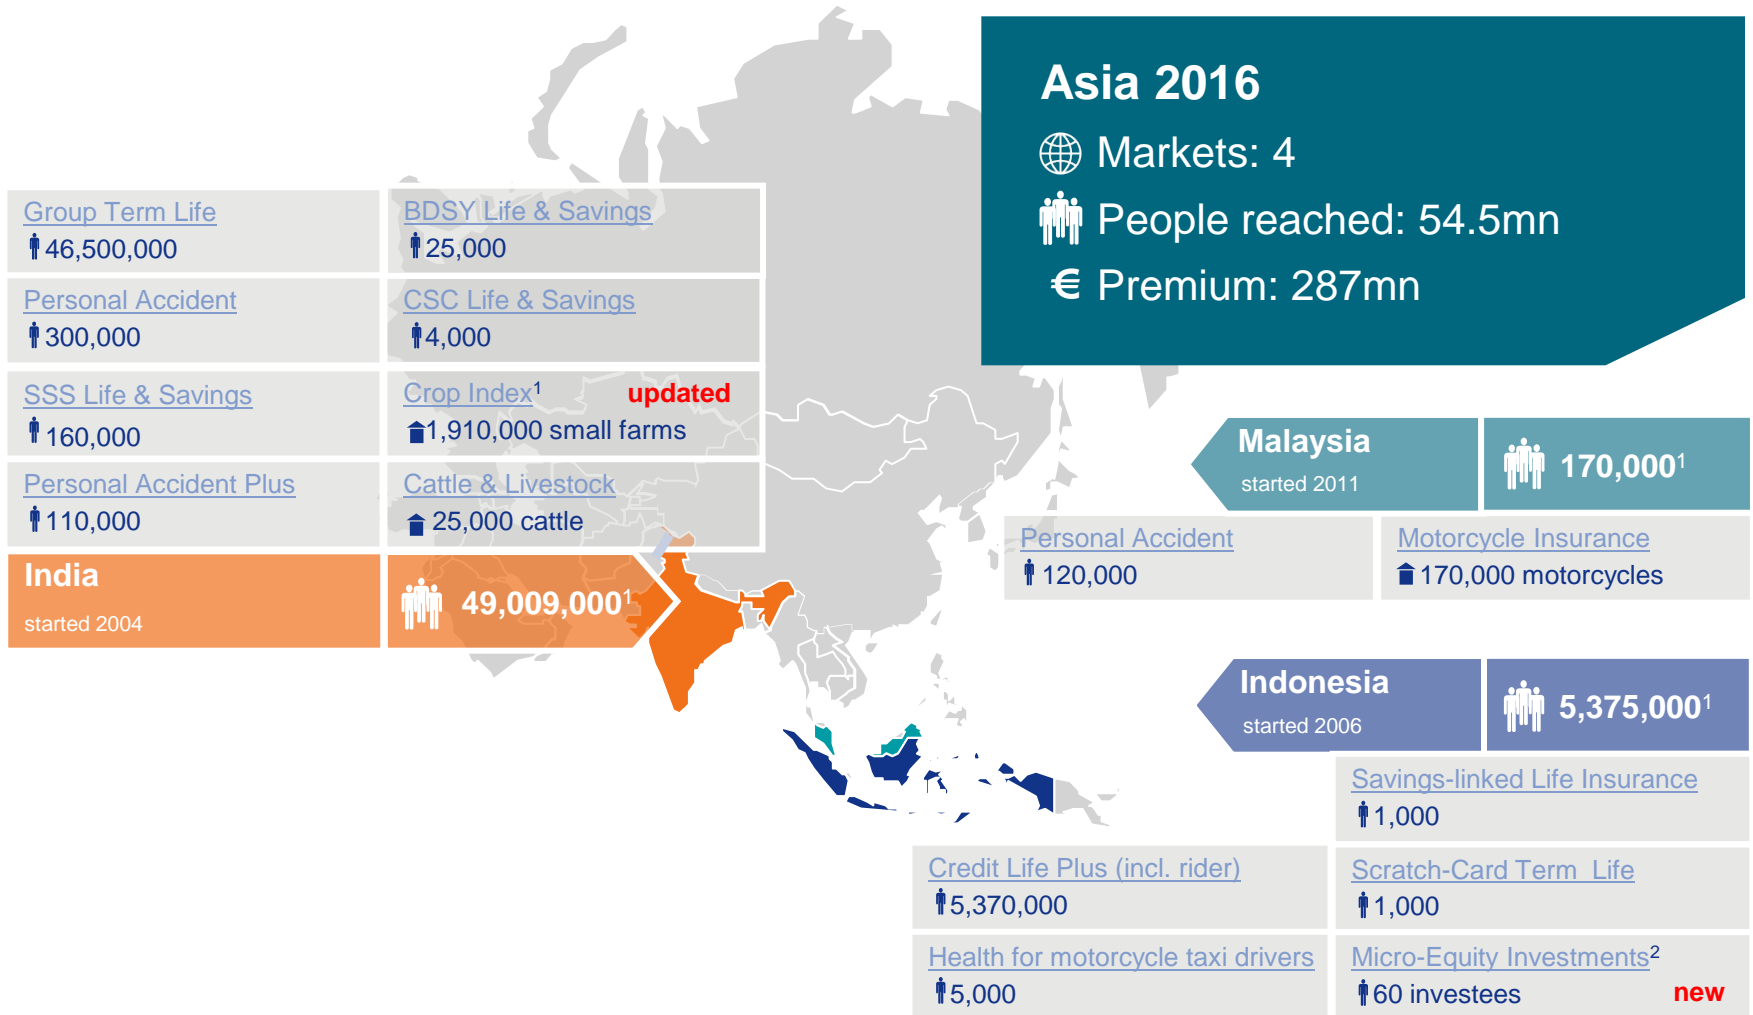 Asia 2016
Markets: 4
People reached: 54.5mn
€ Premium: 287mn
Group Term Life
46,500,000
BDSY Life & Savings
25,000
Personal Accident
300,000
CSC Life & Savings
4,000
SSS Life & Savings
160,000
Crop Index¹ updated
1,910,000 small farms
Personal Accident Plus
110,000
Cattle & Livestock
25,000 cattle
India
started 2004
49,009,000¹
Malaysia
started 2011
170,000¹
Personal Accident
120,000
Motorcycle Insurance
170,000 motorcycles
Indonesia
started 2006
5,375,000¹
Savings-linked Life Insurance
1,000
Credit Life Plus (incl. rider)
5,370,000
Scratch-Card Term Life
1,000
Health for motorcycle taxi drivers
5,000
Micro-Equity Investments²
60 investees new